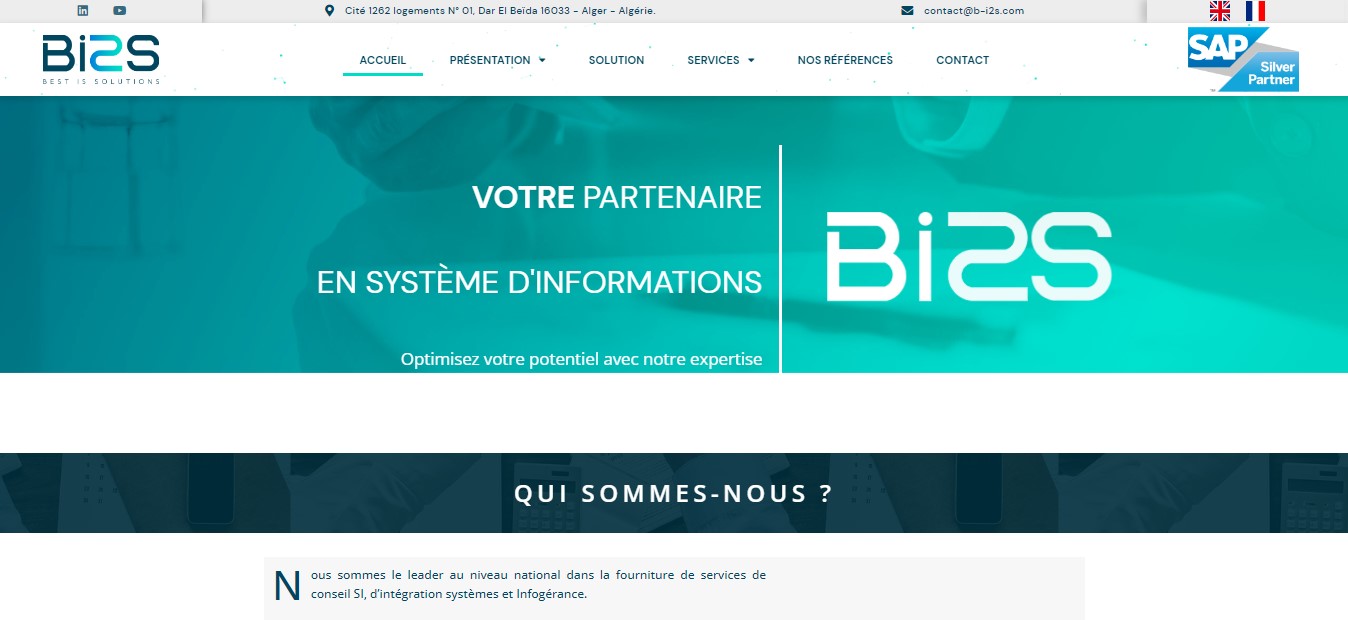 Cité 1262 logements N° 01, Dar El Beïda 16033 – Alger – Algérie.
contact@b-i2s.com
Bi2S
BEST IS SOLUTIONS
ACCUEIL
PRÉSENTATION
SOLUTION
SERVICES
NOS RÉFÉRENCES
CONTACT
SAP
Silver
Partner
VOTRE PARTENAIRE
EN SYSTÈME D'INFORMATIONS
Optimisez votre potentiel avec notre expertise
Bi2S
QUI SOMMES-NOUS ?
Nous sommes le leader au niveau national dans la fourniture de services de
conseil SI, d'intégration systèmes et Infogérance.